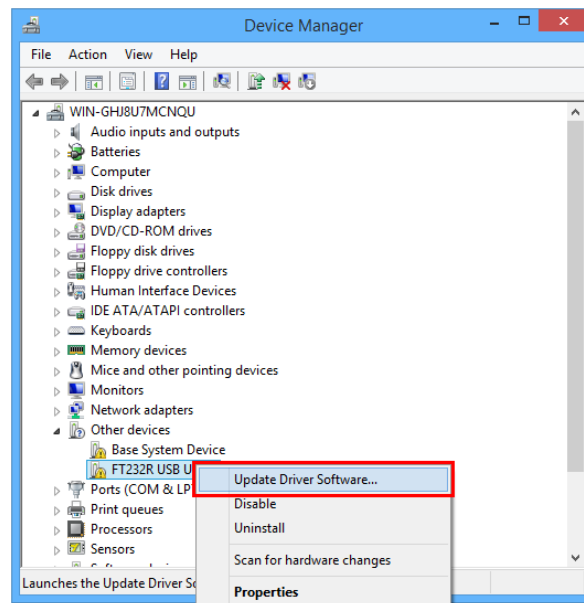 Device Manager
File Action View Help
WIN-GHJ8U7MCNQU
Audio inputs and outputs
Batteries
Computer
Disk drives
Display adapters
DVD/CD-ROM drives
Floppy disk drives
Floppy drive controllers
Human Interface Devices
IDE ATA/ATAPI controllers
Keyboards
Memory devices
Mice and other pointing devices
Monitors
Network adapters
Other devices
Base System Device
FT232R USB U
Ports (COM & LP
Print queues
Processors
Sensors
Update Driver Software...
Disable
Uninstall
Scan for hardware changes
Properties
Launches the Update Driver So